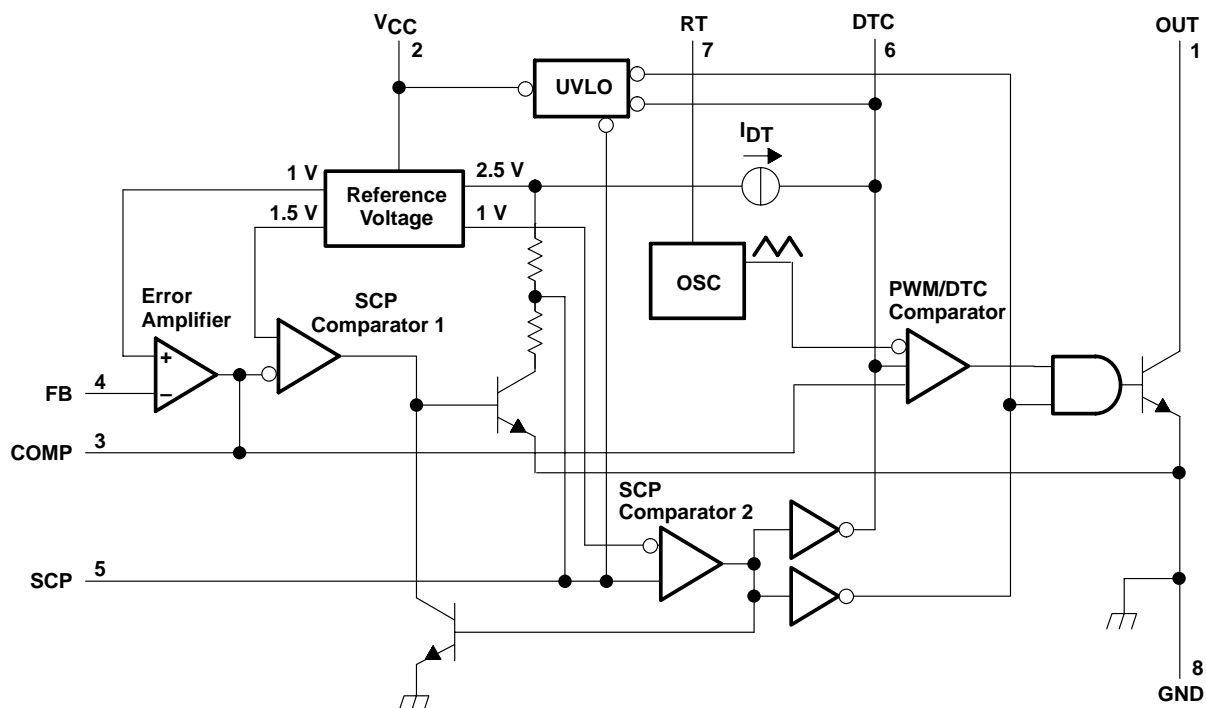 VCC
2
RT
7
DTC
6
OUT
1
UVLO
IDT
1 V
2.5 V
Reference
Voltage
1.5 V
1 V
OSC
Error
Amplifier
SCP
Comparator 1
PWM/DTC
Comparator
+
−
FB
4
COMP
3
SCP
Comparator 2
SCP
5
8
GND